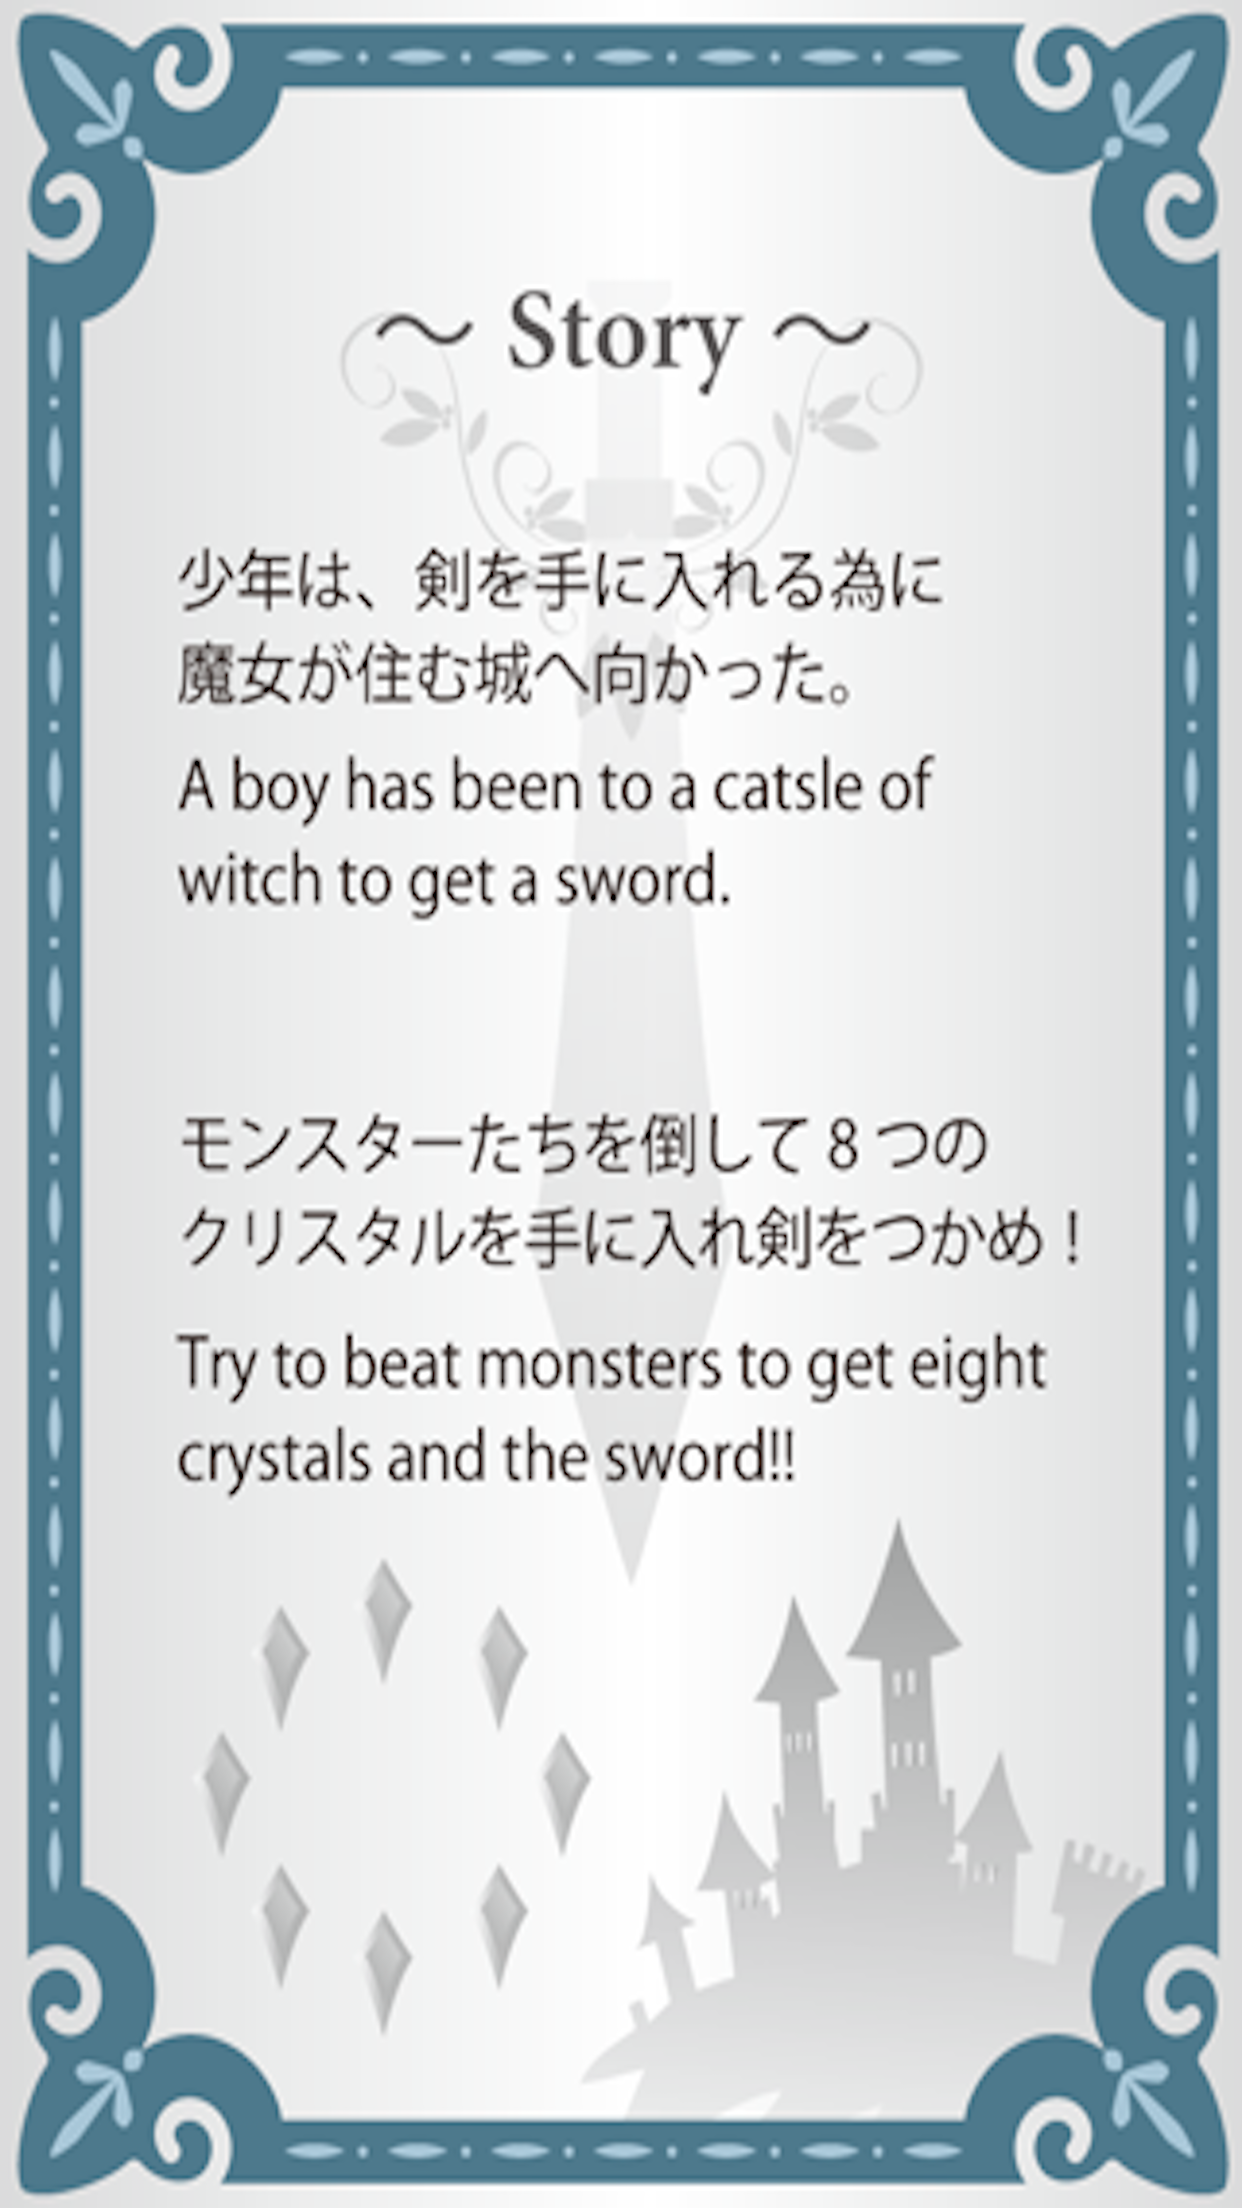 ～ Story ～
少年は、剣を手に入れる為に
魔女が住む城へ向かった。
A boy has been to a catsle of
witch to get a sword.
モンスターたちを倒して 8 つの
クリスタルを手に入れ剣をつかめ！
Try to beat monsters to get eight
crystals and the sword!!